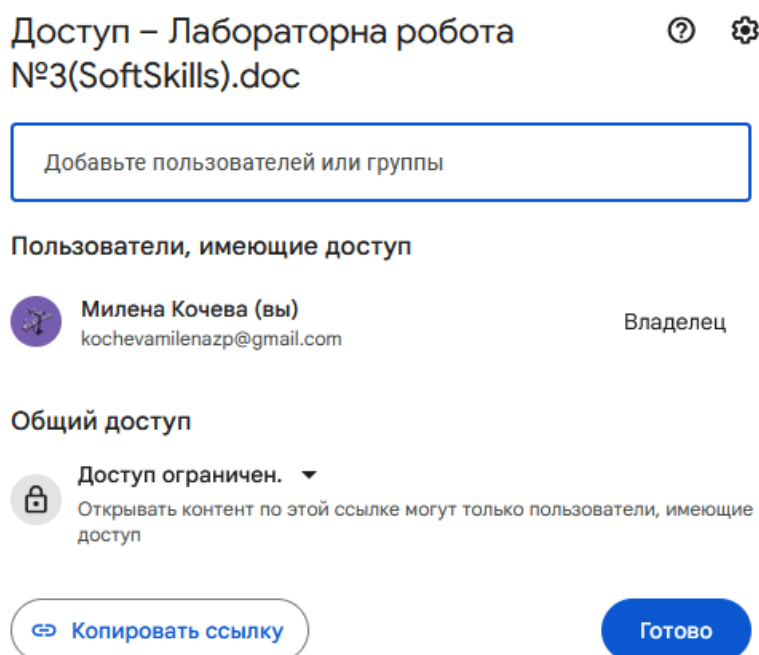 Доступ – Лабораторна робота
№3(SoftSkills).doc
Добавьте пользователей или группы
Пользователи, имеющие доступ
Милена Кочева (вы)
kochevamilenazp@gmail.com
Владелец
Общий доступ
Доступ ограничен.
Открывать контент по этой ссылке могут только пользователи, имеющие
доступ
Копировать ссылку
Готово